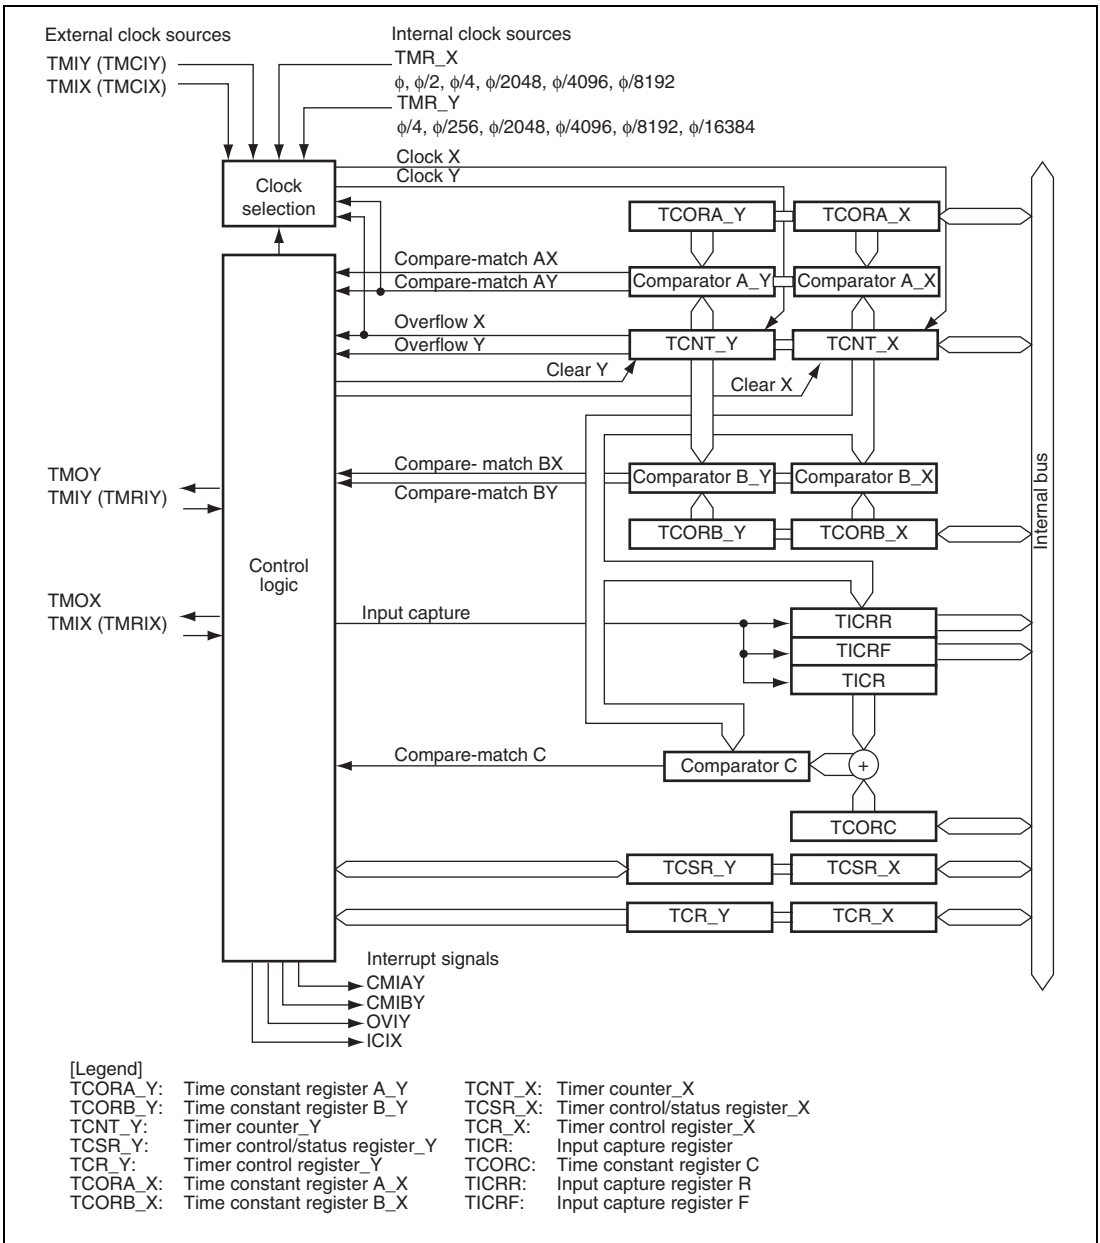 External clock sources
Internal clock sources
TMIY (TMCIY)
TMR_X
TMIX (TMCIX)
ϕ, ϕ/2, ϕ/4, ϕ/2048, ϕ/4096, ϕ/8192
TMR_Y
ϕ/4, ϕ/256, ϕ/2048, ϕ/4096, ϕ/8192, ϕ/16384
Clock X
Clock Y
Clock
selection
TCORA_Y
TCORA_X
Compare-match AX
Compare-match AY
Comparator A_Y
Comparator A_X
Overflow X
Overflow Y
TCNT_Y
TCNT_X
Clear Y
Clear X
Compare- match BX
Compare-match BY
Comparator B_Y
Comparator B_X
TMOY
TMIY (TMRIY)
TCORB_Y
TCORB_X
Internal bus
Control
logic
TMOX
TMIX (TMRIX)
Input capture
TICRR
TICRF
TICR
Compare-match C
Comparator C
+
TCORC
TCSR_Y
TCSR_X
TCR_Y
TCR_X
Interrupt signals
CMIAY
CMIBY
OVIY
ICIX
[Legend]
TCORA_Y: Time constant register A_Y
TCORB_Y: Time constant register B_Y
TCNT_Y: Timer counter_Y
TCSR_Y: Timer control/status register_Y
TCR_Y: Timer control register_Y
TCORA_X: Time constant register A_X
TCORB_X: Time constant register B_X
TCNT_X: Timer counter_X
TCSR_X: Timer control/status register_X
TCR_X: Timer control register_X
TICR: Input capture register
TCORC: Time constant register C
TICRR: Input capture register R
TICRF: Input capture register F